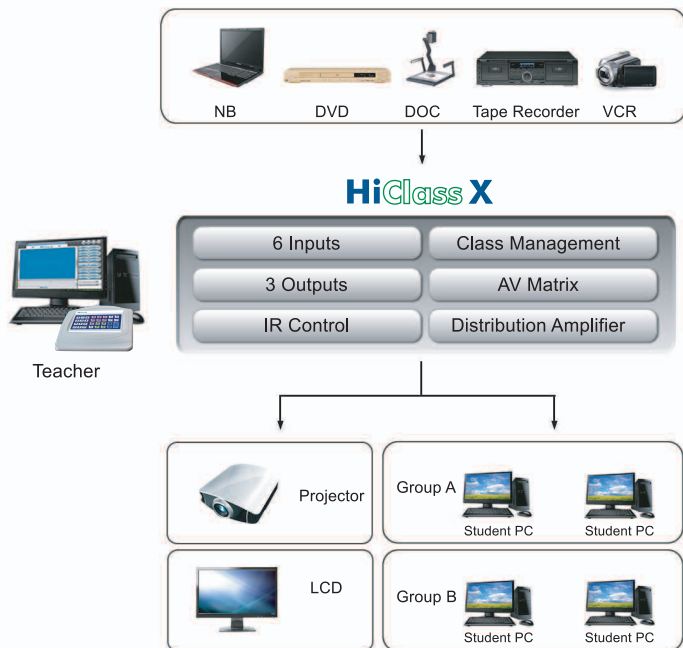 NB DVD DOC Tape Recorder VCR
HiClass X
6 Inputs Class Management
3 Outputs AV Matrix
IR Control Distribution Amplifier
Teacher
Projector
Group A
Student PC Student PC
LCD
Group B
Student PC Student PC